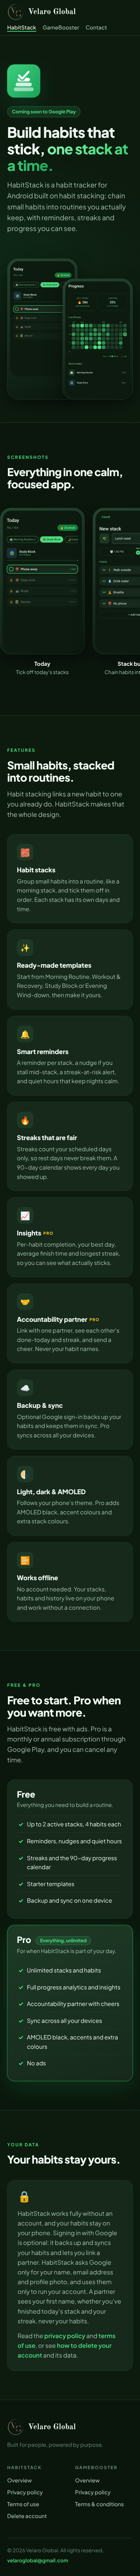 Velaro Global
HabitStack GameBooster Contact
Coming soon to Google Play
Build habits that
stick, one stack at
a time.
HabitStack is a habit tracker for
Android built on habit stacking: chain
small habits into routines you actually
keep, with reminders, streaks and
progress you can see.
Today
Progress
SCREENSHOTS
Everything in one calm,
focused app.
Today
Study Block
Phone away
New stack
Lunch reset
Walk outside
Drink water
Breathe
No phone
Today
Tick off today's stacks
Stack bu
Chain habits int
FEATURES
Small habits, stacked
into routines.
Habit stacking links a new habit to one
you already do. HabitStack makes that
the whole design.
Habit stacks
Group small habits into a routine, like a
morning stack, and tick them off in
order. Each stack has its own days and
time.
Ready-made templates
Start from Morning Routine, Workout &
Recovery, Study Block or Evening
Wind-down, then make it yours.
Smart reminders
A reminder per stack, a nudge if you
stall mid-stack, a streak-at-risk alert,
and quiet hours that keep nights calm.
Streaks that are fair
Streaks count your scheduled days
only, so rest days never break them. A
90-day calendar shows every day you
showed up.
Insights PRO
Per-habit completion, your best day,
average finish time and longest streak,
so you can see what actually sticks.
Accountability partner PRO
Link with one partner, see each other's
done-today and streak, and send a
cheer. Never your habit names.
Backup & sync
Optional Google sign-in backs up your
habits and keeps them in sync. Pro
syncs across all your devices.
Light, dark & AMOLED
Follows your phone's theme. Pro adds
AMOLED black, accent colours and
extra stack colours.
Works offline
No account needed. Your stacks,
habits and history live on your phone
and work without a connection.
FREE & PRO
Free to start. Pro when
you want more.
HabitStack is free with ads. Pro is a
monthly or annual subscription through
Google Play, and you can cancel any
time.
Free
Everything you need to build a routine.
Up to 2 active stacks, 4 habits each
Reminders, nudges and quiet hours
Streaks and the 90-day progress
calendar
Starter templates
Backup and sync on one device
Pro Everything, unlimited
For when HabitStack is part of your day.
Unlimited stacks and habits
Full progress analytics and Insights
Accountability partner with cheers
Sync across all your devices
AMOLED black, accents and extra
colours
No ads
YOUR DATA
Your habits stay yours.
HabitStack works fully without an
account, and your habits stay on
your phone. Signing in with Google
is optional: it backs up and syncs
your habits and lets you link a
partner. HabitStack asks Google
only for your name, email address
and profile photo, and uses them
only to run your account. A partner
sees your first name, whether you've
finished today's stack and your
streak, never your habits.
Read the privacy policy and terms
of use, or see how to delete your
account and its data.
Velaro Global
Built for people, powered by purpose.
HABITSTACK GAMEBOOSTER
Overview Overview
Privacy policy Privacy policy
Terms of use Terms & conditions
Delete account
© 2026 Velaro Global. All rights reserved.
velaroglobal@gmail.com